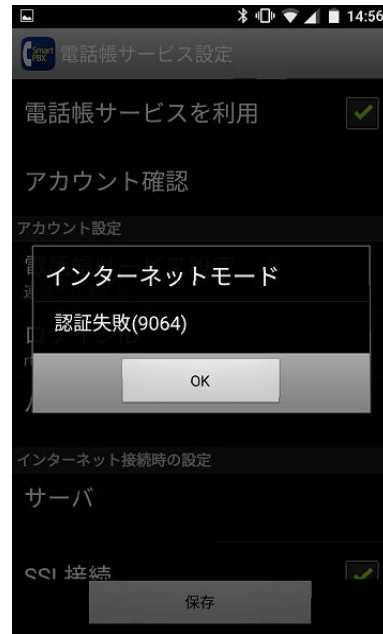 14:56
Smart PBX
電話帳サービス設定
電話帳サービスを利用
アカウント確認
アカウント設定
インターネットモード
認証失敗(9064)
OK
インターネット接続時の設定
サーバ
SSL接続
保存